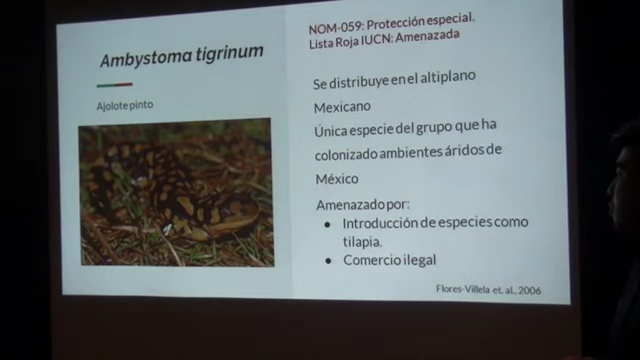 Ambystoma tigrinum
Ajolote pinto
NOM-059: Protección especial.
Lista Roja IUCN: Amenazada
Se distribuye en el altiplano
Mexicano
Única especie del grupo que ha
colonizado ambientes áridos de
México
Amenazado por:
● Introducción de especies como
tilapia.
● Comercio ilegal
Flores-Villela et. al., 2006